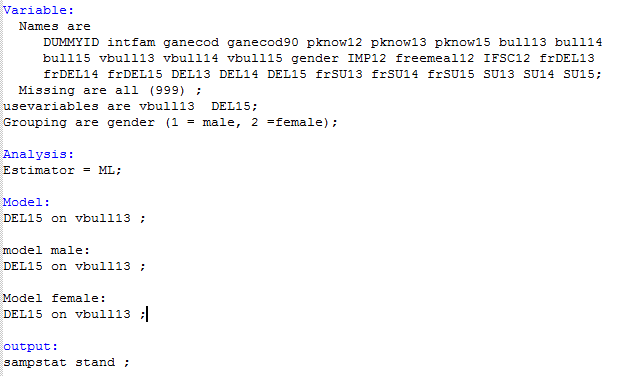 Variable:
Names are
DUMMYID intfam ganecod ganecod90 pknow12 pknow13 pknow15 bull13 bull14
bull15 vbull13 vbull14 vbull15 gender IMP12 freemeal12 IFSC12 frDEL13
frDEL14 frDEL15 DEL13 DEL14 DEL15 frSU13 frSU14 frSU15 SU13 SU14 SU15;
Missing are all (999) ;
usevariables are vbull13 DEL15;
Grouping are gender (1 = male, 2 =female);
Analysis:
Estimator = ML;
Model:
DEL15 on vbull13 ;
model male:
DEL15 on vbull13 ;
Model female:
DEL15 on vbull13 ;
output:
sampstat stand ;